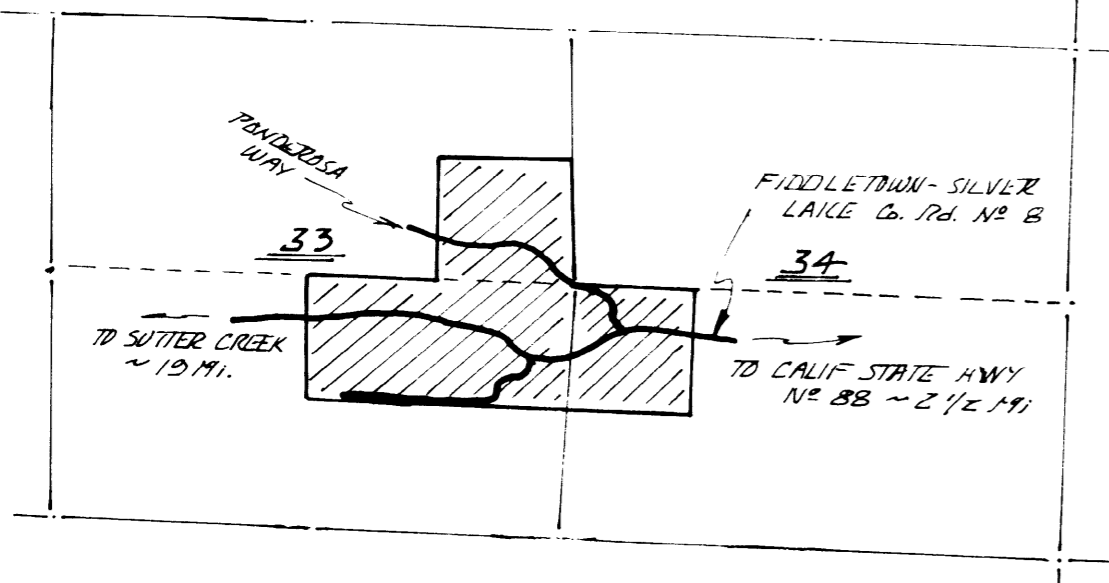 PONDEROSA
WAY
FIDDLETOWN - SILVER
LAKE Co. Rd. Nº 8
33
34
TO SUTTER CREEK
~ 19 Mi.
TO CALIF STATE HWY
Nº 88 ~ 2 1/2 Mi